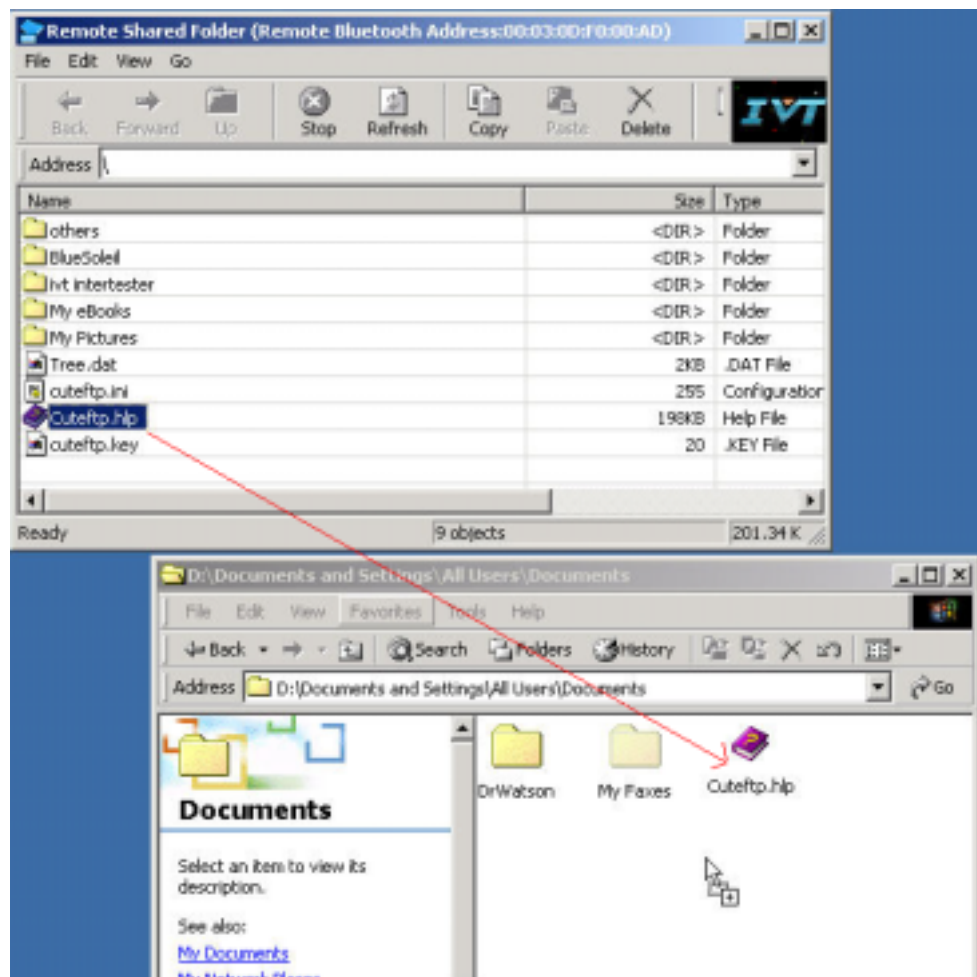 Remote Shared Folder (Remote Bluetooth Address:00:03:0D:F0:00:AD)
File Edit View Go
Back Forward Up Stop Refresh Copy Paste Delete IVT
Address \
Name Size Type
others <DIR> Folder
BlueSoleil <DIR> Folder
ivt intertester <DIR> Folder
My eBooks <DIR> Folder
My Pictures <DIR> Folder
Tree.dat 2KB .DAT File
cuteftp.ini 255 Configuration
Cuteftp.hlp 198KB Help File
cuteftp.key 20 .KEY File
Ready 9 objects 201.34 K
D:\Documents and Settings\All Users\Documents
File Edit View Favorites Tools Help
Back Search Folders History
Address D:\Documents and Settings\All Users\Documents Go
DrWatson My Faxes Cuteftp.hlp
Documents
Select an item to view its
description.
See also:
My Documents
My Network Places